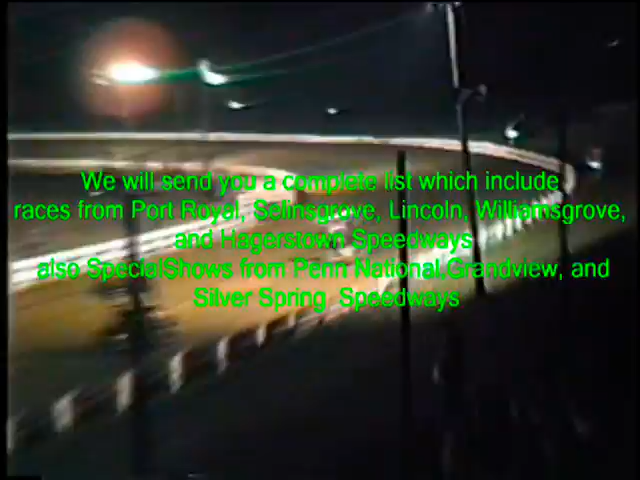 We will send you a complete list which include
races from Port Royal, Selinsgrove, Lincoln, Williamsgrove,
and Hagerstown Speedways
also SpecialShows from Penn National,Grandview, and
Silver Spring  Speedways